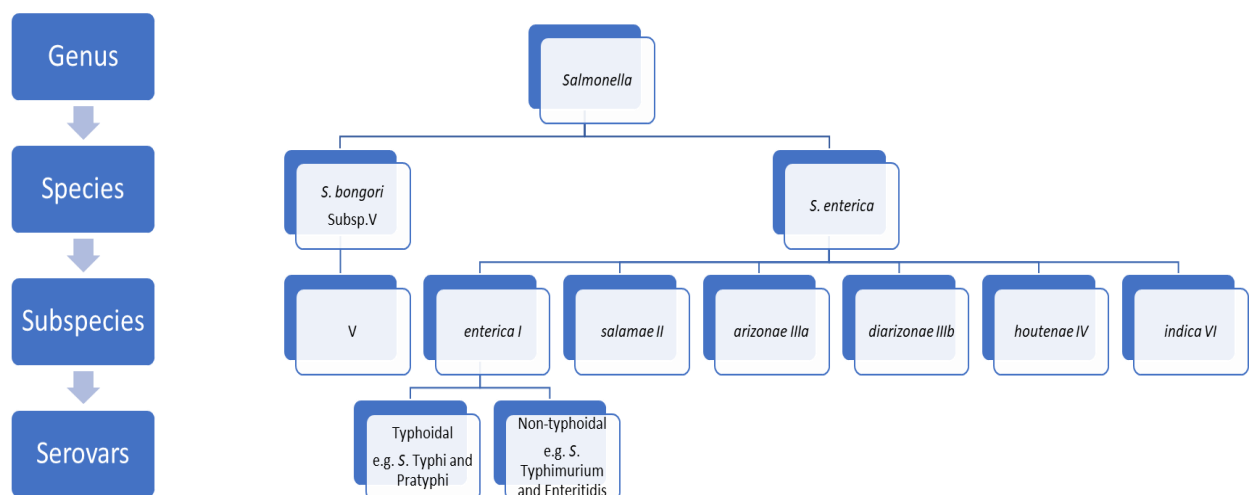 Genus
Salmonella
Species
S. bongori
Subsp.V
S. enterica
Subspecies
V
enterica I
salamae II
arizonae IIIa
diarizonae IIIb
houtenae IV
indica VI
Serovars
Typhoidal
e.g. S. Typhi and
Pratyphi
Non-typhoidal
e.g. S.
Typhimurium
and Enteritidis